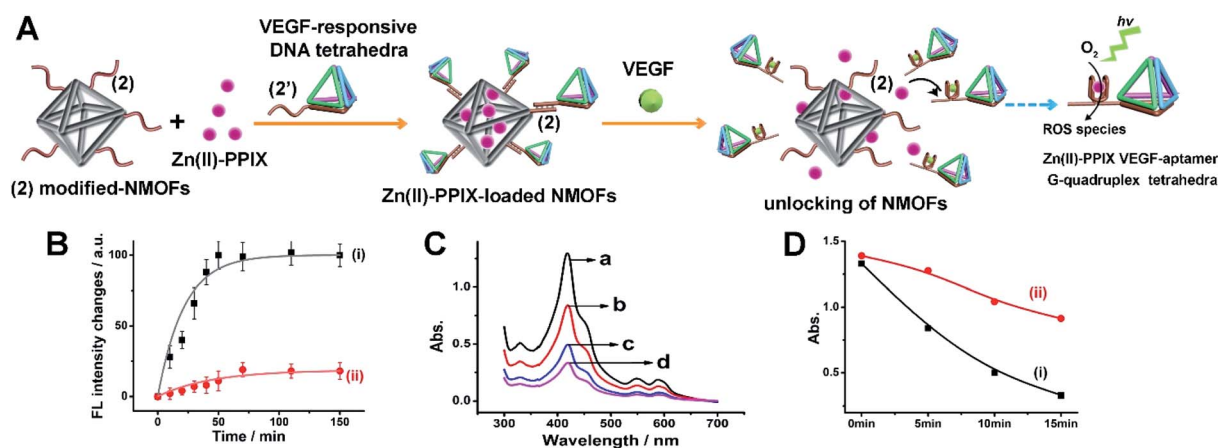 A
VEGF-responsive
DNA tetrahedra
(2)
(2')
+
Zn(II)-PPIX
(2) modified-NMOFs
(2)
Zn(II)-PPIX-loaded NMOFs
VEGF
(2)
unlocking of NMOFs
hv
O2
ROS species
Zn(II)-PPIX VEGF-aptamer
G-quadruplex tetrahedra
B
FL intensity changes / a.u.
100
50
0
0 50 100 150
Time / min
(i)
(ii)
C
Abs.
1.0
0.5
0.0
300 400 500 600 700
Wavelength / nm
a
b
c
d
D
Abs.
1.5
1.0
0.5
0min 5min 10min 15min
(ii)
(i)